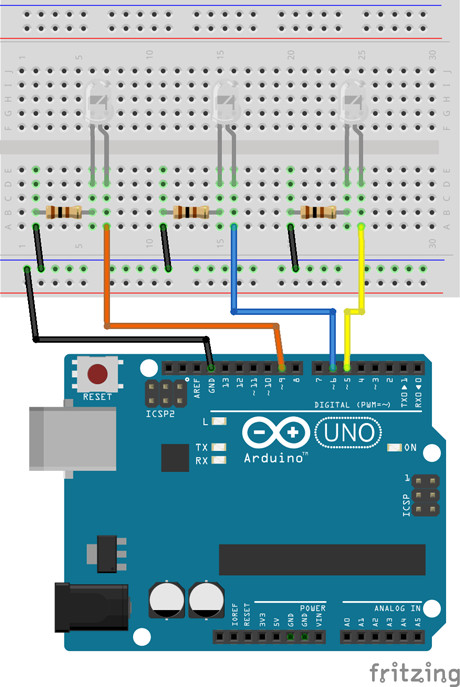 1 5 10 15 20 25 30
J
I
H
G
F
E
D
C
B
A
1 5 10 15 20 25 30
RESET
ICSP2
AREF
GND
13
12
~11
~10
~9
8
7
~6
~5
4
~3
2
TXD▶1
RXD◀0
DIGITAL (PWM=~)
L
TX
RX
UNO
Arduino™
ON
1
ICSP
POWER
ANALOG IN
IOREF
RESET
3V3
5V
GND
GND
VIN
A0
A1
A2
A3
A4
A5
fritzing